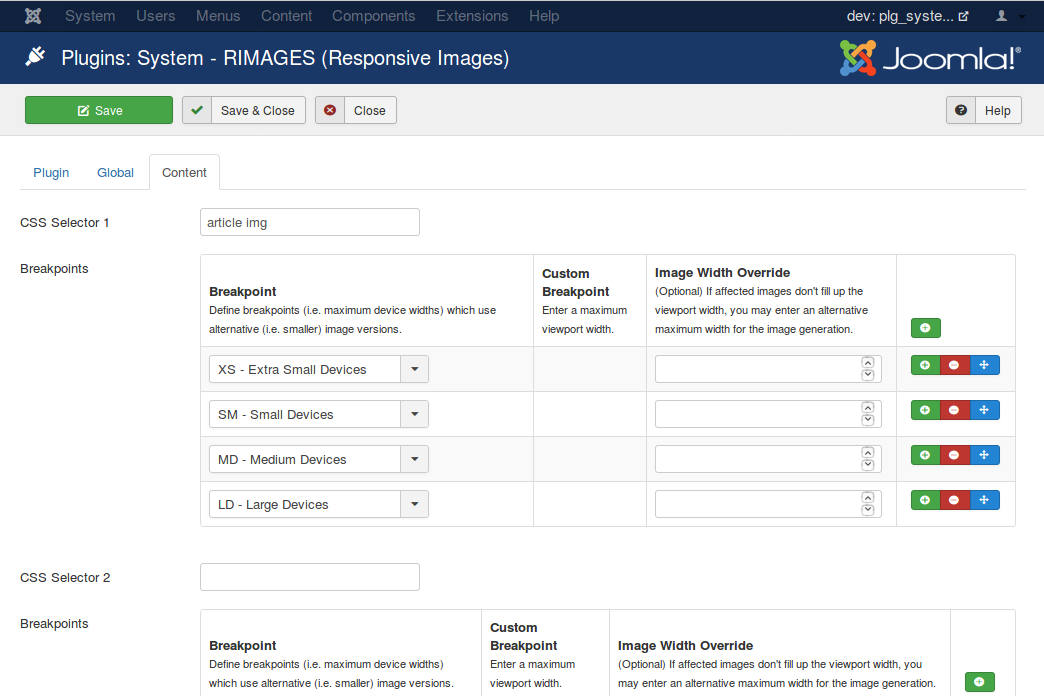 System Users Menus Content Components Extensions Help dev: plg_syste...
Plugins: System - RIMAGES (Responsive Images) Joomla!®
Save Save & Close Close Help
Plugin Global Content
CSS Selector 1 article img
Breakpoints
Breakpoint
Define breakpoints (i.e. maximum device widths) which use
alternative (i.e. smaller) image versions.
Custom
Breakpoint
Enter a maximum
viewport width.
Image Width Override
(Optional) If affected images don't fill up the
viewport width, you may enter an alternative
maximum width for the image generation.
XS - Extra Small Devices
SM - Small Devices
MD - Medium Devices
LD - Large Devices
CSS Selector 2
Breakpoints
Breakpoint
Define breakpoints (i.e. maximum device widths)
which use alternative (i.e. smaller) image versions.
Custom
Breakpoint
Enter a maximum
viewport width.
Image Width Override
(Optional) If affected images don't fill up the viewport width, you
may enter an alternative maximum width for the image generation.